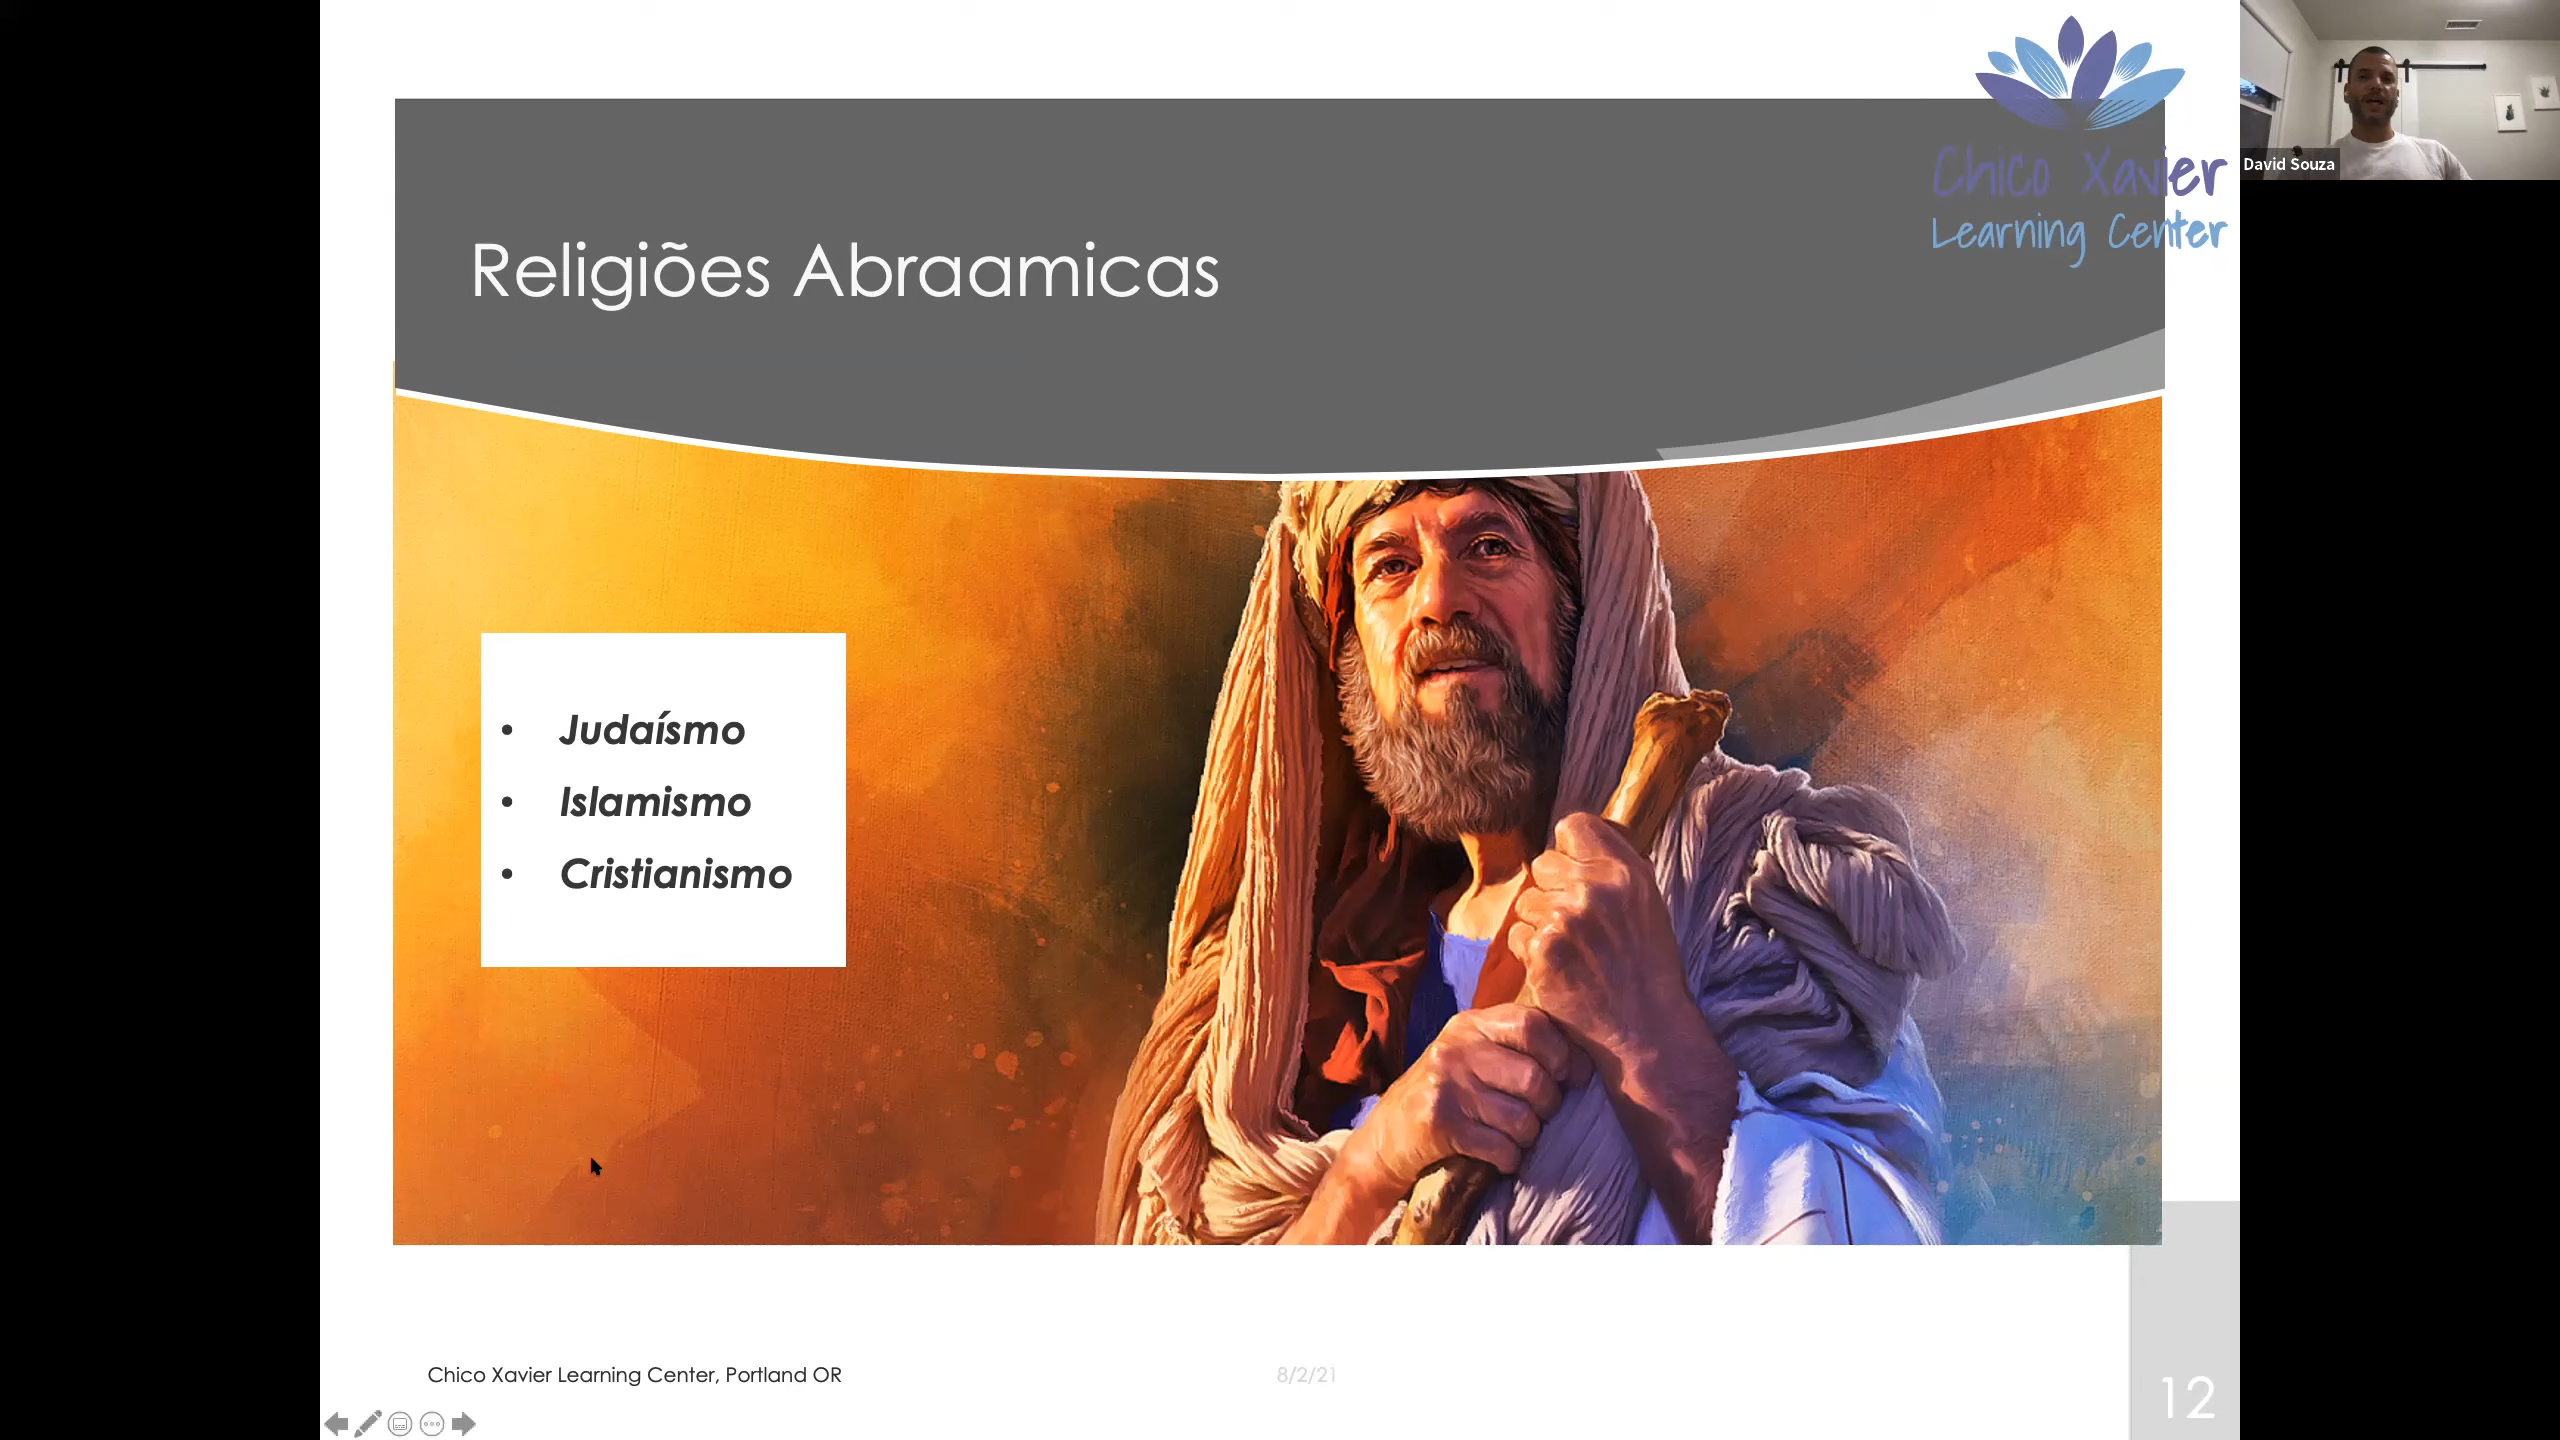 Chico Xavier
Learning Center
David Souza
Religiões Abraamicas
• Judaísmo
• Islamismo
• Cristianismo
Chico Xavier Learning Center, Portland OR
8/2/21
12